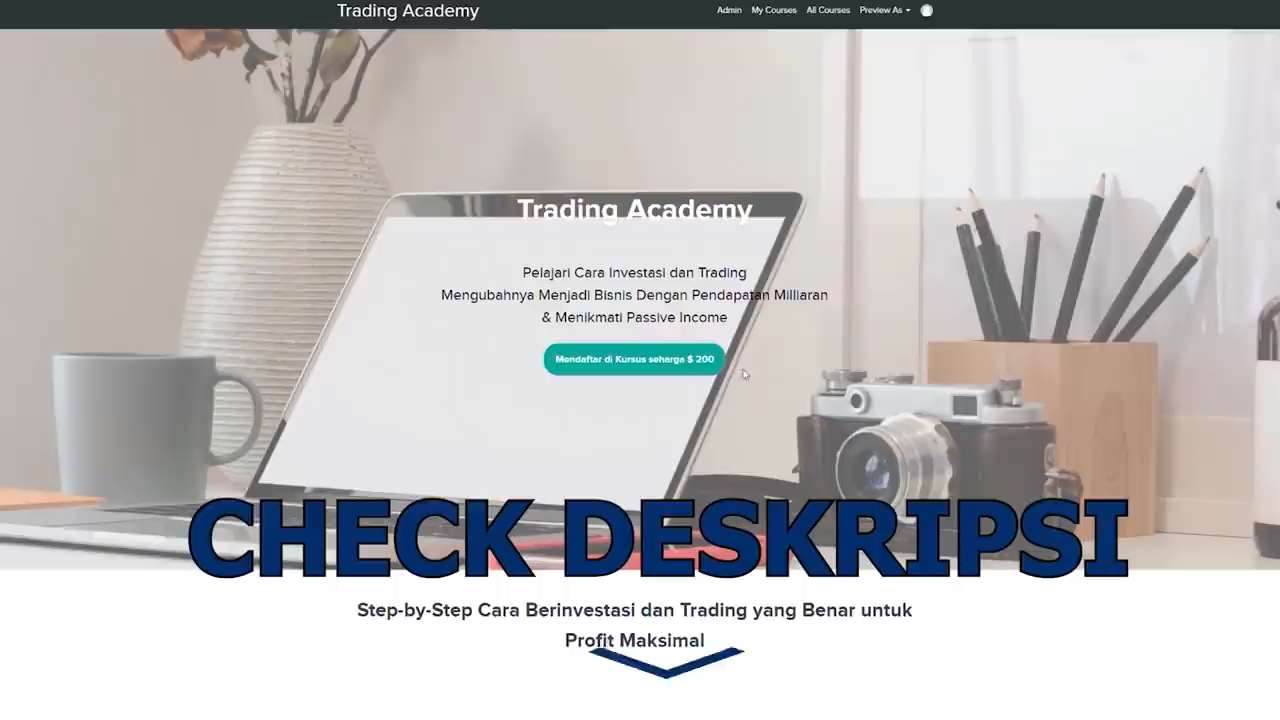 Trading Academy
Admin My Courses All Courses Preview As
Trading Academy
Pelajari Cara Investasi dan Trading
Mengubahnya Menjadi Bisnis Dengan Pendapatan Milliaran
& Menikmati Passive Income
Mendaftar di Kursus seharga $ 200
CHECK DESKRIPSI
Step-by-Step Cara Berinvestasi dan Trading yang Benar untuk
Profit Maksimal